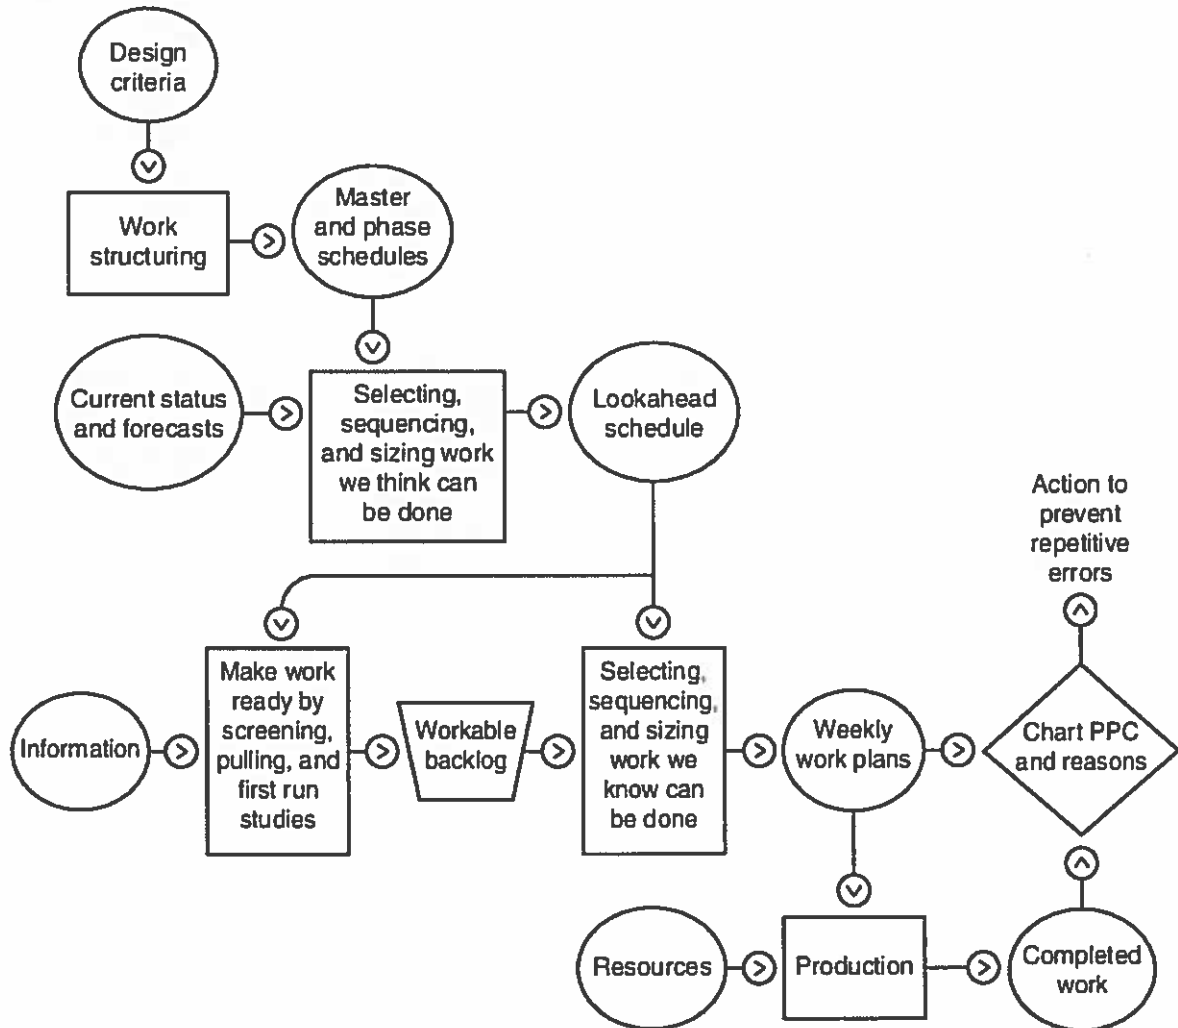 Design
criteria
Work
structuring
Master
and phase
schedules
Current status
and forecasts
Selecting,
sequencing,
and sizing work
we think can
be done
Lookahead
schedule
Action to
prevent
repetitive
errors
Information
Make work
ready by
screening,
pulling, and
first run
studies
Workable
backlog
Selecting,
sequencing,
and sizing
work we
know can
be done
Weekly
work plans
Chart PPC
and reasons
Resources
Production
Completed
work